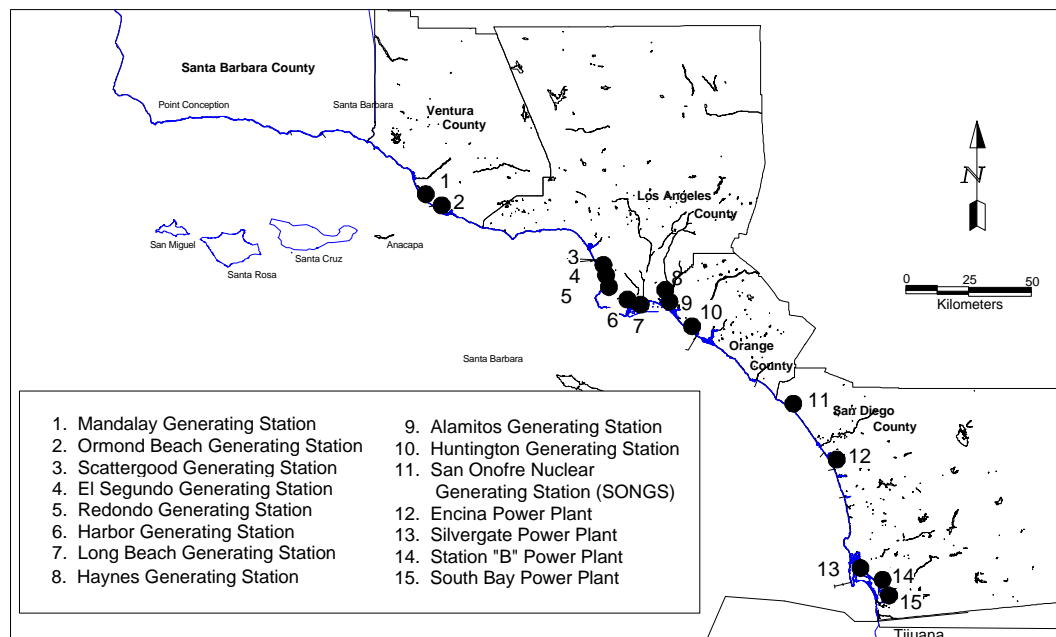 Santa Barbara County
Point Conception
Santa Barbara
Ventura
County
1
2
San Miguel
Santa Rosa
Santa Cruz
Anacapa
Los Angeles
County
N
0 25 50
Kilometers
3
4
5
6
7
8
9
10
Orange
County
Santa Barbara
11
San Diego
County
12
13
14
15
Tijuana
1. Mandalay Generating Station
2. Ormond Beach Generating Station
3. Scattergood Generating Station
4. El Segundo Generating Station
5. Redondo Generating Station
6. Harbor Generating Station
7. Long Beach Generating Station
8. Haynes Generating Station
9. Alamitos Generating Station
10. Huntington Generating Station
11. San Onofre Nuclear
Generating Station (SONGS)
12. Encina Power Plant
13. Silvergate Power Plant
14. Station "B" Power Plant
15. South Bay Power Plant